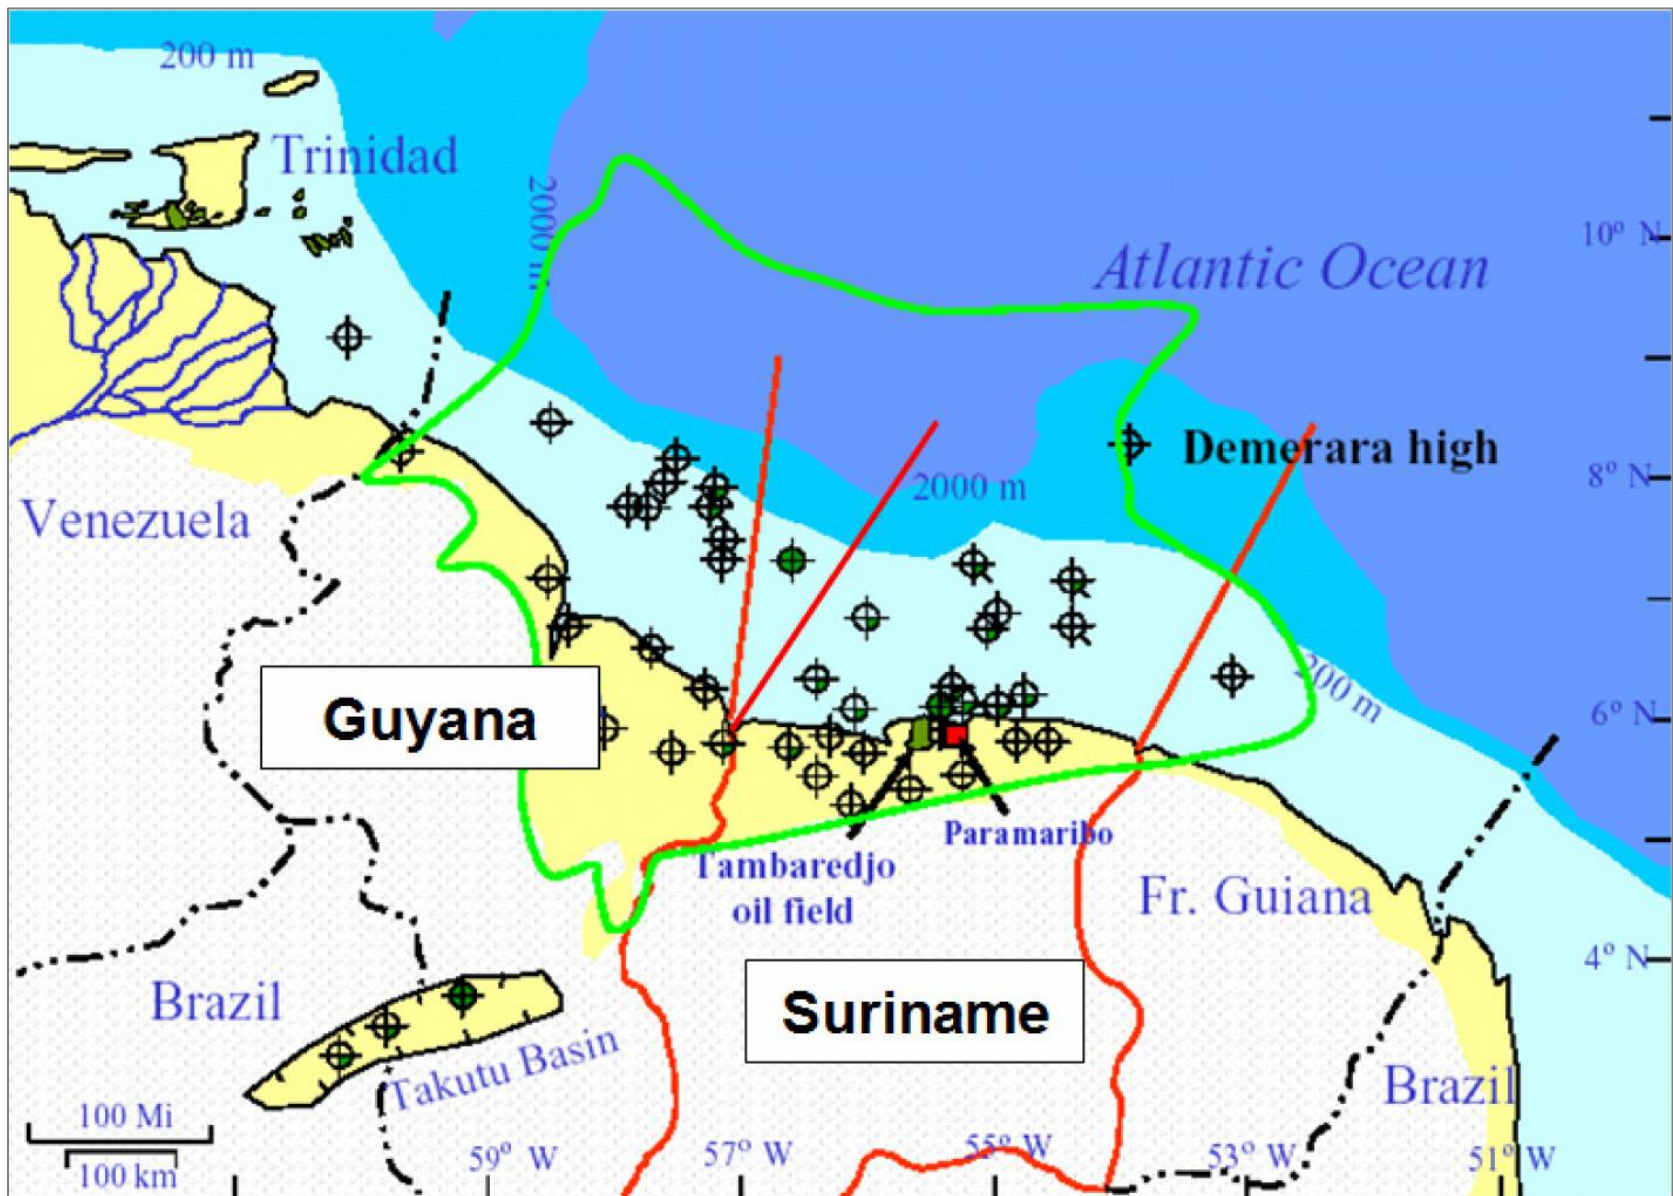 200 m
Trinidad
2000 m
10° N
Atlantic Ocean
Demerara high
8° N
2000 m
Venezuela
200 m
6° N
Guyana
Paramaribo
Tambaredjo
oil field
Fr. Guiana
4° N
Brazil
Suriname
Takutu Basin
Brazil
100 Mi
100 km
59° W
57° W
55° W
53° W
51° W